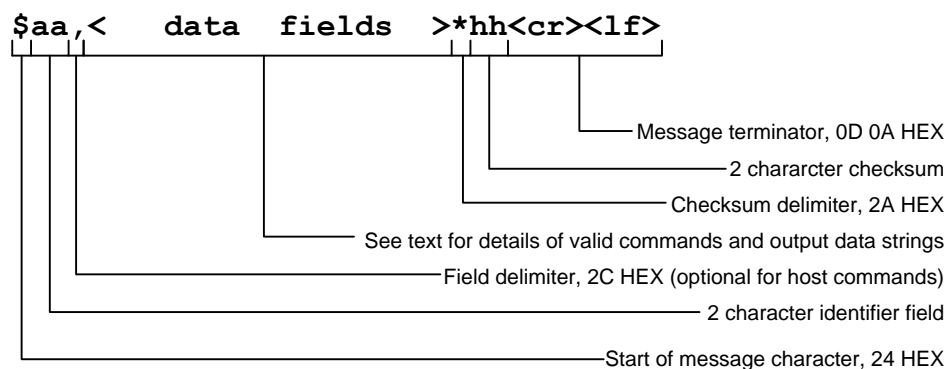 $aa,< data fields >*hh<cr><lf>
Message terminator, 0D 0A HEX
2 chararcter checksum
Checksum delimiter, 2A HEX
See text for details of valid commands and output data strings
Field delimiter, 2C HEX (optional for host commands)
2 character identifier field
Start of message character, 24 HEX